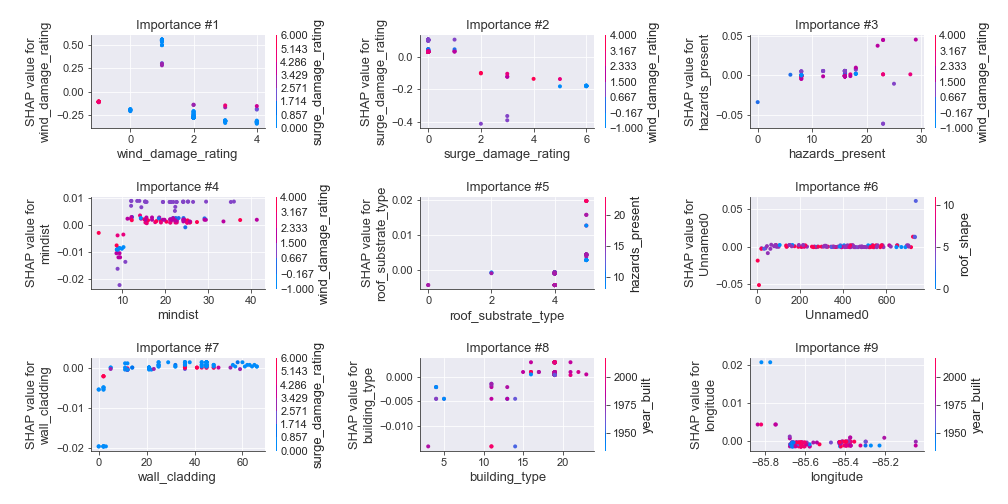 Importance #1
SHAP value for
wind_damage_rating
0.50
0.25
0.00
−0.25
0
2
4
wind_damage_rating
6.000
5.143
4.286
3.429
2.571
1.714
0.857
0.000
surge_damage_rating
Importance #2
SHAP value for
surge_damage_rating
0.0
−0.2
−0.4
0
2
4
6
surge_damage_rating
4.000
3.167
2.333
1.500
0.667
−0.167
−1.000
wind_damage_rating
Importance #3
SHAP value for
hazards_present
0.05
0.00
−0.05
0
10
20
30
hazards_present
4.000
3.167
2.333
1.500
0.667
−0.167
−1.000
wind_damage_rating
Importance #4
SHAP value for
mindist
0.01
0.00
−0.01
−0.02
10
20
30
40
mindist
4.000
3.167
2.333
1.500
0.667
−0.167
−1.000
wind_damage_rating
Importance #5
SHAP value for
roof_substrate_type
0.02
0.01
0.00
0
2
4
roof_substrate_type
20
15
10
hazards_present
Importance #6
SHAP value for
Unnamed0
0.05
0.00
−0.05
0
200
400
600
Unnamed0
10
5
0
roof_shape
Importance #7
SHAP value for
wall_cladding
0.00
−0.01
−0.02
0
20
40
60
wall_cladding
6.000
5.143
4.286
3.429
2.571
1.714
0.857
0.000
surge_damage_rating
Importance #8
SHAP value for
building_type
0.000
−0.005
−0.010
5
10
15
20
building_type
2000
1975
1950
year_built
Importance #9
SHAP value for
longitude
0.02
0.01
0.00
−85.8
−85.6
−85.4
−85.2
longitude
2000
1975
1950
year_built